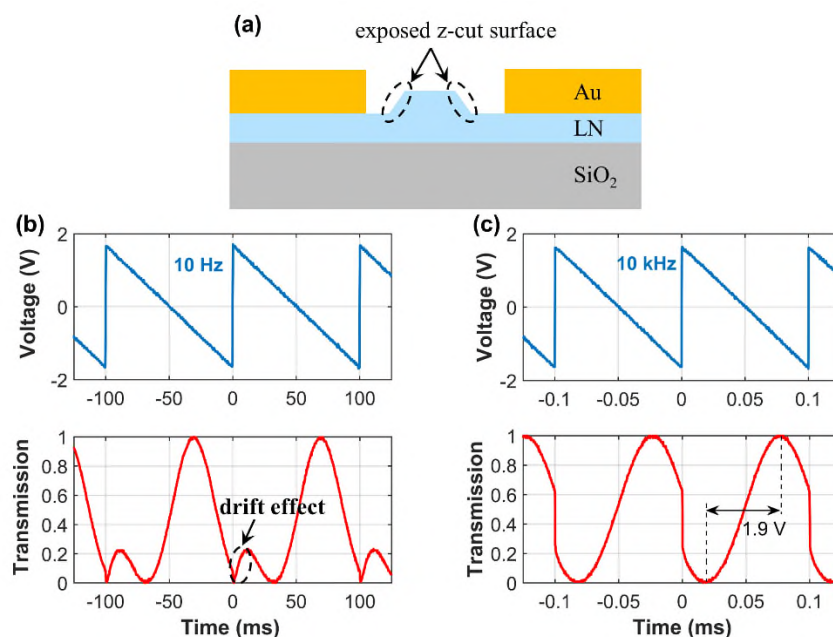 (a)
exposed z-cut surface
Au
LN
SiO₂
(b)
(c)
Voltage (V)
2
0
-2
10 Hz
-100 -50 0 50 100
Voltage (V)
2
0
-2
10 kHz
-0.1 -0.05 0 0.05 0.1
Transmission
1
0.8
0.6
0.4
0.2
0
drift effect
-100 -50 0 50 100
Time (ms)
Transmission
1
0.8
0.6
0.4
0.2
0
1.9 V
-0.1 -0.05 0 0.05 0.1
Time (ms)